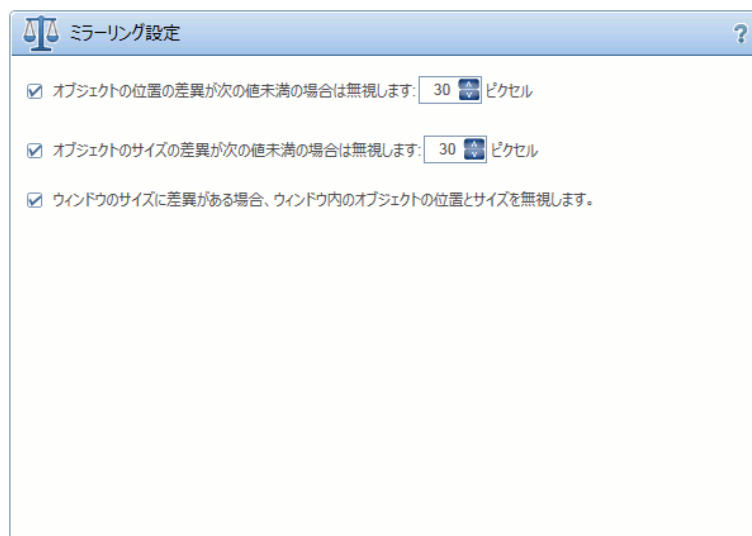 ミラーリング設定 ?
オブジェクトの位置の差異が次の値未満の場合は無視します: 30 ピクセル
オブジェクトのサイズの差異が次の値未満の場合は無視します: 30 ピクセル
ウィンドウのサイズに差異がある場合、ウィンドウ内のオブジェクトの位置とサイズを無視します。